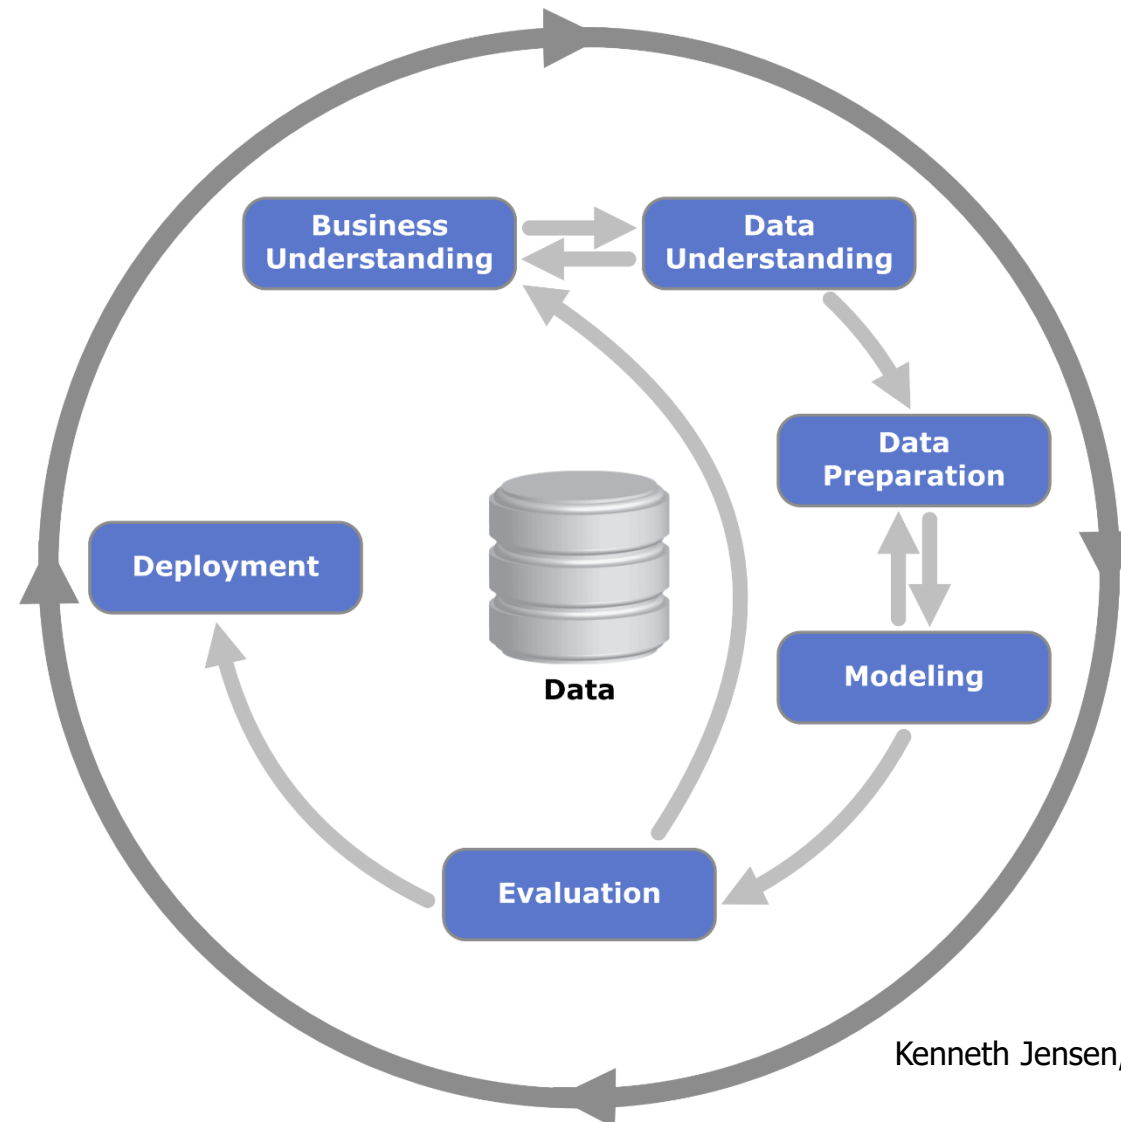 Business
Understanding
Data
Understanding
Data
Preparation
Deployment
Modeling
Data
Evaluation
Kenneth Jensen,